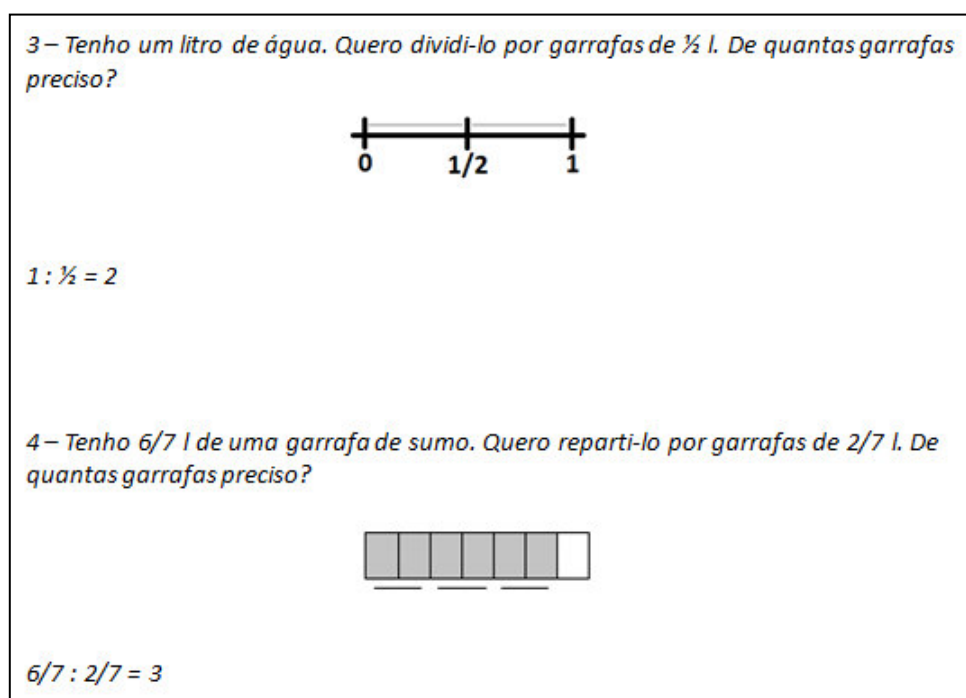 3 – Tenho um litro de água. Quero dividi-lo por garrafas de ½ l. De quantas garrafas
preciso?
0 1/2 1
1 : ½ = 2
4 – Tenho 6/7 l de uma garrafa de sumo. Quero reparti-lo por garrafas de 2/7 l. De
quantas garrafas preciso?
6/7 : 2/7 = 3